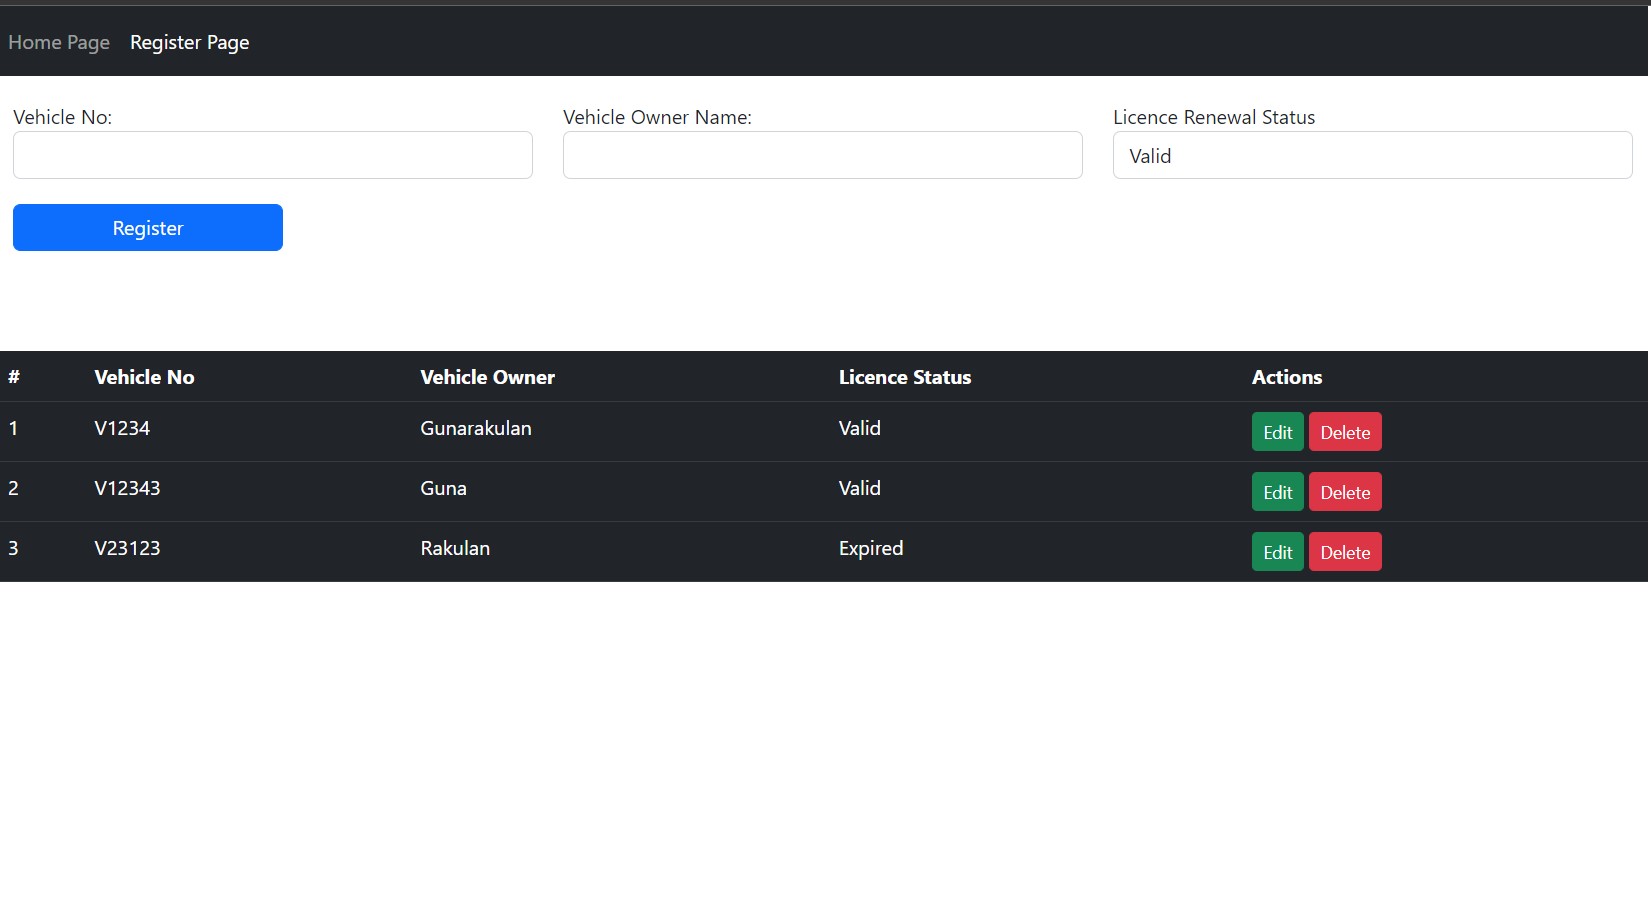 Home Page Register Page
Vehicle No: Vehicle Owner Name: Licence Renewal Status
Valid
Register
# Vehicle No Vehicle Owner Licence Status Actions
1 V1234 Gunarakulan Valid Edit Delete
2 V12343 Guna Valid Edit Delete
3 V23123 Rakulan Expired Edit Delete